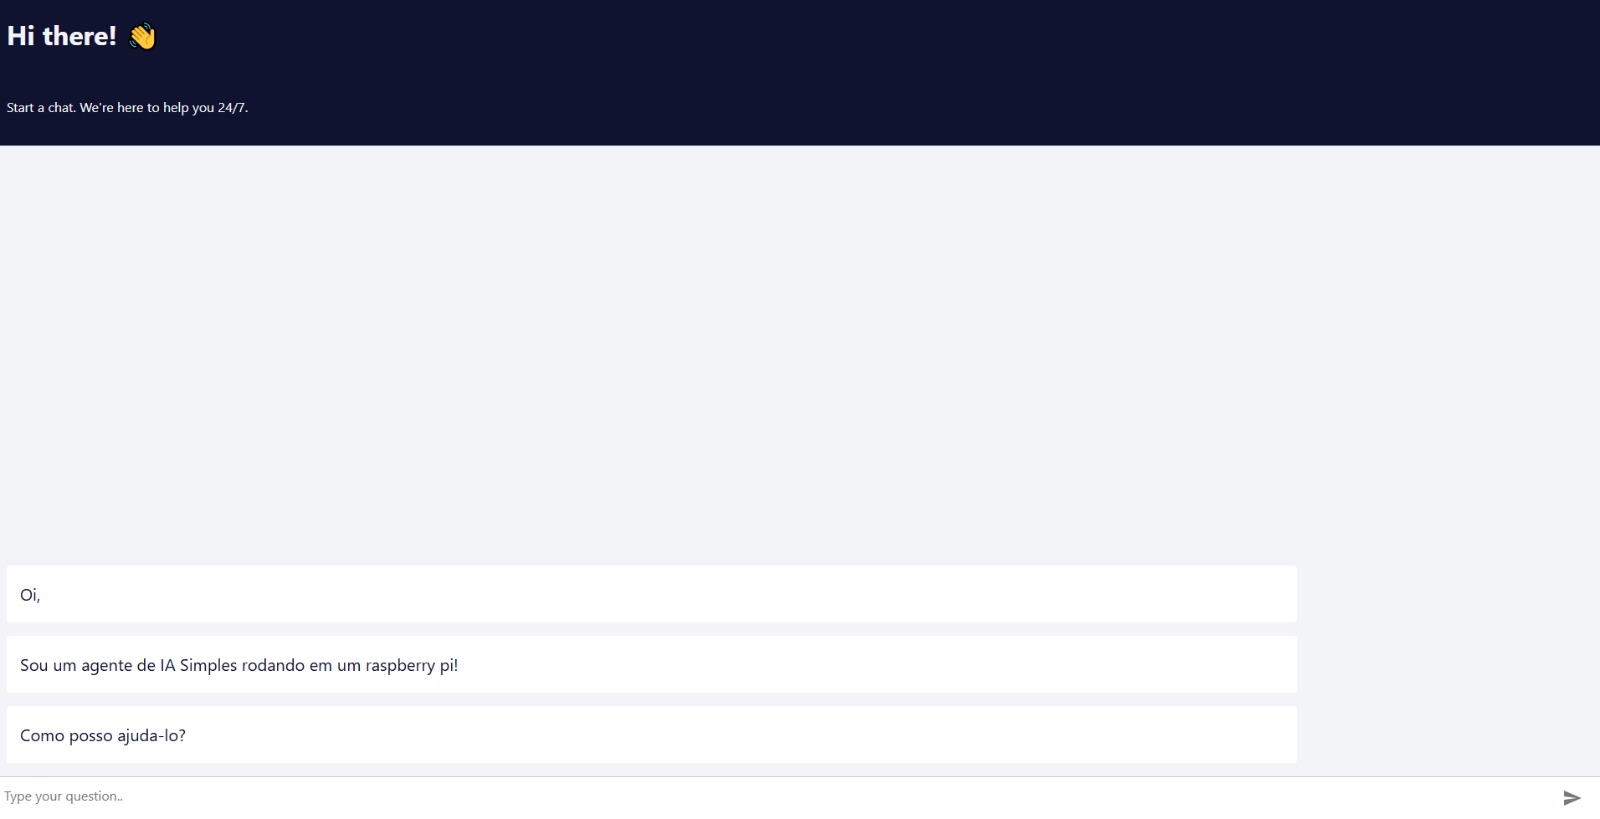 Hi there! 👋
Start a chat. We're here to help you 24/7.
Oi,
Sou um agente de IA Simples rodando em um raspberry pi!
Como posso ajuda-lo?
Type your question..